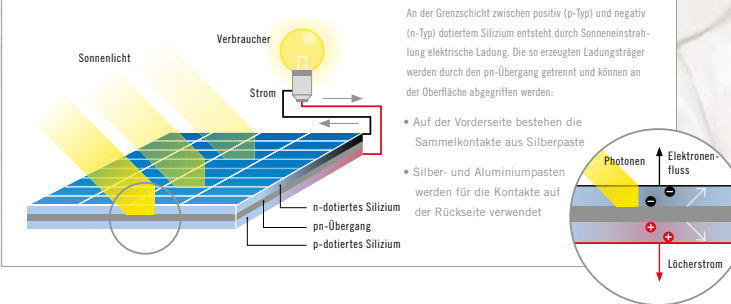 Sonnenlicht
Verbraucher
Strom
n-dotiertes Silizium
pn-Übergang
p-dotiertes Silizium
An der Grenzschicht zwischen positiv (p-Typ) und negativ
(n-Typ) dotiertem Silizium entsteht durch Sonneneinstrah-
lung elektrische Ladung. Die so erzeugten Ladungsträger
werden durch den pn-Übergang getrennt und können an
der Oberfläche abgegriffen werden:
• Auf der Vorderseite bestehen die
Sammelkontakte aus Silberpaste
• Silber- und Aluminiumpasten
werden für die Kontakte auf
der Rückseite verwendet
Photonen
Elektronen-
fluss
Löcherstrom